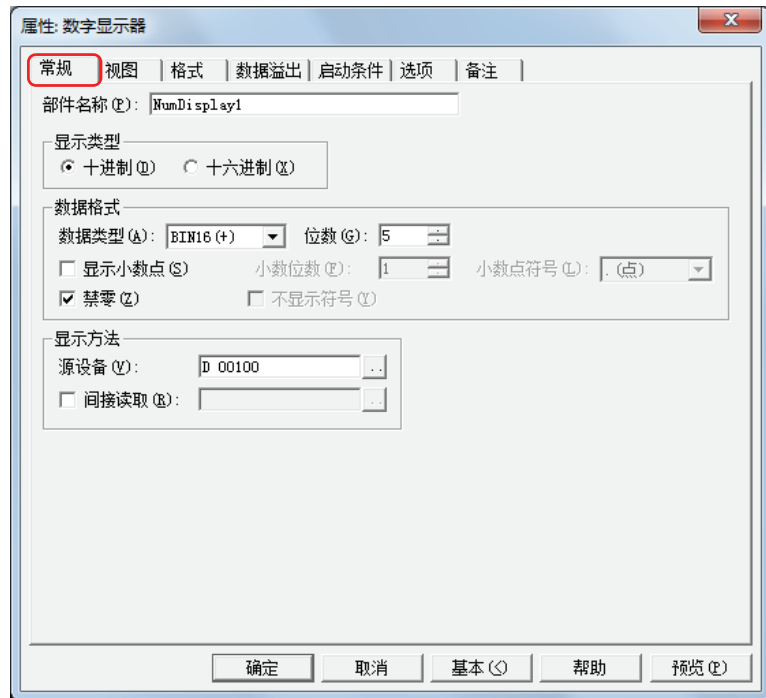 属性: 数字显示器
常规 视图 格式 数据溢出 启动条件 选项 备注
部件名称(P): NumDisplay1
显示类型
十进制(D) 十六进制(X)
数据格式
数据类型(A): BIN16(+) 位数(G): 5
显示小数点(S) 小数位数(F): 1 小数点符号(L): .(点)
禁零(Z) 不显示符号(Y)
显示方法
源设备(V): D 00100 ..
间接读取(R): ..
确定 取消 基本(<) 帮助 预览(P)